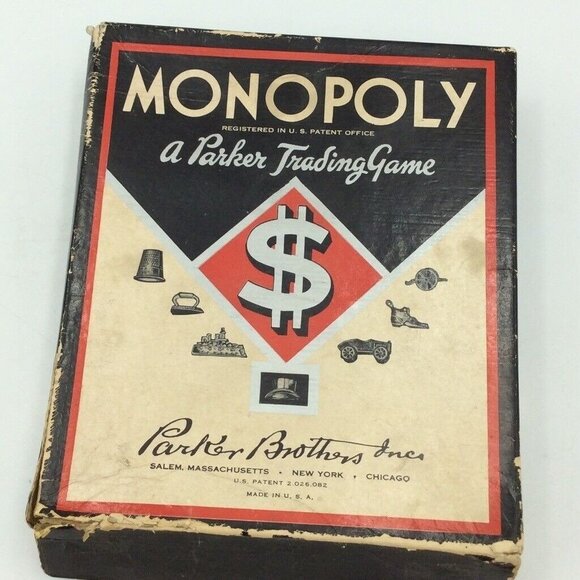 MONOPOLY
REGISTERED IN U. S. PATENT OFFICE
a Parker Trading Game
$
Parker Brothers Inc.
SALEM, MASSACHUSETTS • NEW YORK • CHICAGO
U.S. PATENT 2,026,082
MADE IN U. S. A.